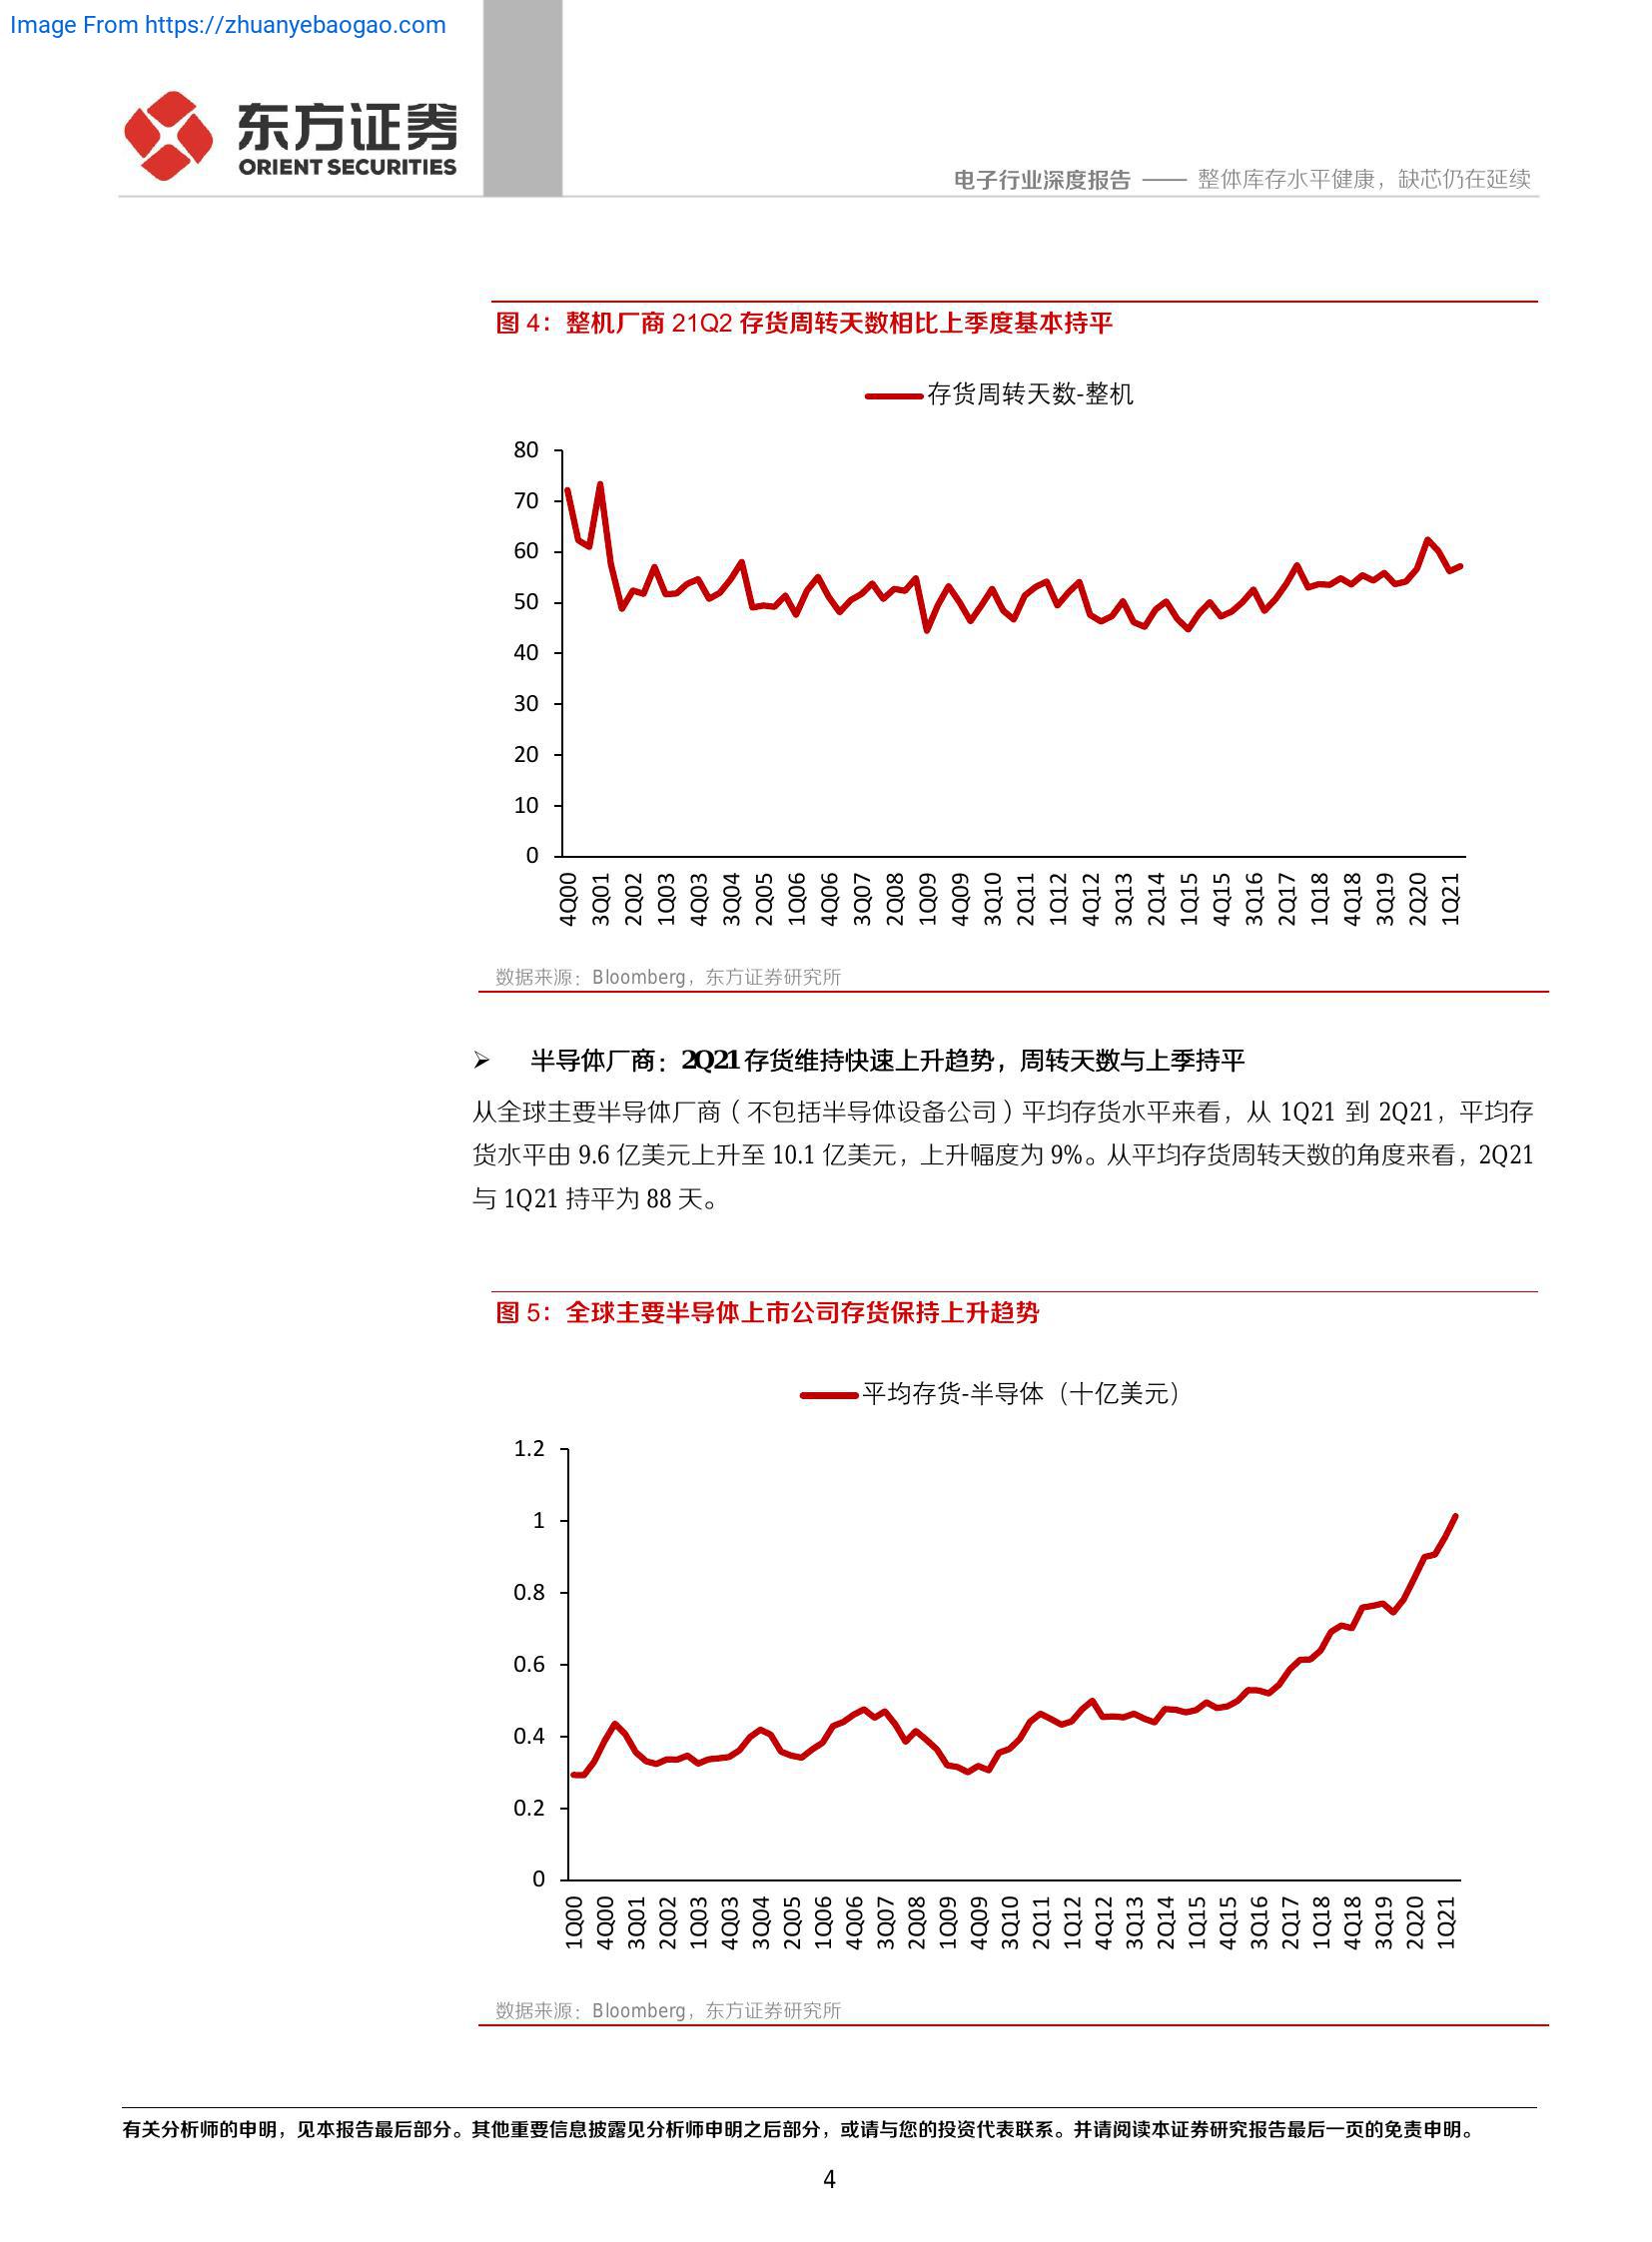 Image From https://zhuanyebaogao.com
东方证券
ORIENT SECURITIES
电子行业深度报告 —— 整体库存水平健康，缺芯仍在延续
图 4：整机厂商 21Q2 存货周转天数相比上季度基本持平
存货周转天数-整机
80
70
60
50
40
30
20
10
0
4Q00 3Q01 2Q02 1Q03 4Q03 3Q04 2Q05 1Q06 4Q06 3Q07 2Q08 1Q09 4Q09 3Q10 2Q11 1Q12 4Q12 3Q13 2Q14 1Q15 4Q15 3Q16 2Q17 1Q18 4Q18 3Q19 2Q20 1Q21
数据来源：Bloomberg，东方证券研究所
➢ 半导体厂商：2Q21 存货维持快速上升趋势，周转天数与上季持平
从全球主要半导体厂商（不包括半导体设备公司）平均存货水平来看，从 1Q21 到 2Q21，平均存
货水平由 9.6 亿美元上升至 10.1 亿美元，上升幅度为 9%。从平均存货周转天数的角度来看，2Q21
与 1Q21 持平为 88 天。
图 5：全球主要半导体上市公司存货保持上升趋势
平均存货-半导体（十亿美元）
1.2
1
0.8
0.6
0.4
0.2
0
1Q00 4Q00 3Q01 2Q02 1Q03 4Q03 3Q04 2Q05 1Q06 4Q06 3Q07 2Q08 1Q09 4Q09 3Q10 2Q11 1Q12 4Q12 3Q13 2Q14 1Q15 4Q15 3Q16 2Q17 1Q18 4Q18 3Q19 2Q20 1Q21
数据来源：Bloomberg，东方证券研究所
有关分析师的申明，见本报告最后部分。其他重要信息披露见分析师申明之后部分，或请与您的投资代表联系。并请阅读本证券研究报告最后一页的免责申明。
4